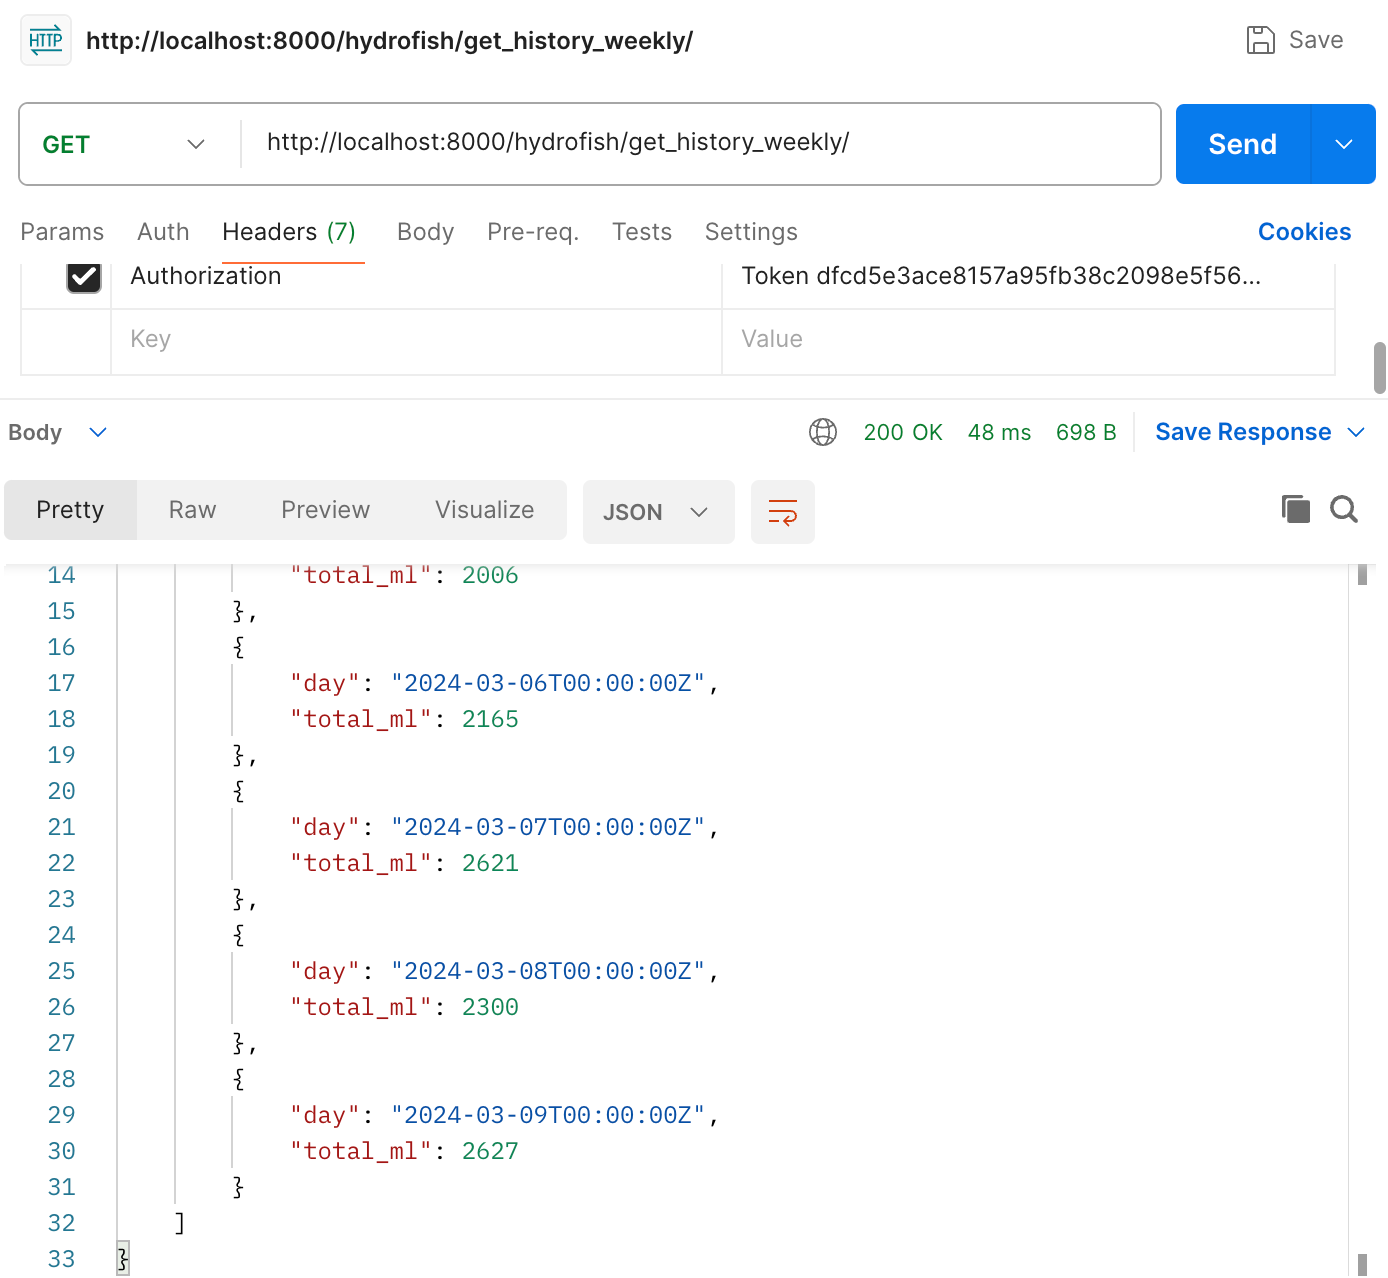 HTTP http://localhost:8000/hydrofish/get_history_weekly/ Save
GET http://localhost:8000/hydrofish/get_history_weekly/ Send
Params Auth Headers (7) Body Pre-req. Tests Settings Cookies
Authorization Token dfcd5e3ace8157a95fb38c2098e5f56...
Key Value
Body 200 OK 48 ms 698 B Save Response
Pretty Raw Preview Visualize JSON
14 "total_ml": 2006
15 },
16 {
17 "day": "2024-03-06T00:00:00Z",
18 "total_ml": 2165
19 },
20 {
21 "day": "2024-03-07T00:00:00Z",
22 "total_ml": 2621
23 },
24 {
25 "day": "2024-03-08T00:00:00Z",
26 "total_ml": 2300
27 },
28 {
29 "day": "2024-03-09T00:00:00Z",
30 "total_ml": 2627
31 }
32 ]
33 }